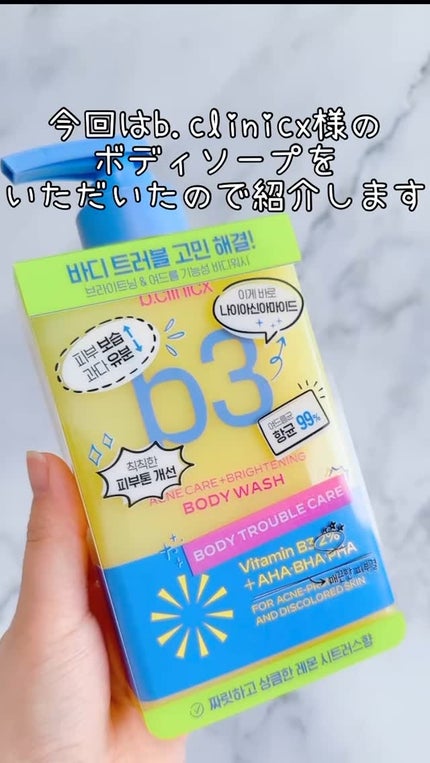 今回はb.clinicx様の
ボディソープを
いただいたので紹介します
바디 트러블 고민 해결!
브라이트닝 & 여드름 기능성 바디워시
b.clinicx
이게 바로
나이아신아마이드
피부 보습
과다 유분
b3
여드름균
항균 99%
칙칙한
피부톤 개선
ACNE CARE+BRIGHTENING
BODY WASH
BODY TROUBLE CARE
Vitamin B3 2%
+ AHA·BHA·PHA
FOR ACNE-
AND DISCOLORED SKIN
짜릿하고 상큼한 레몬 시트러스향